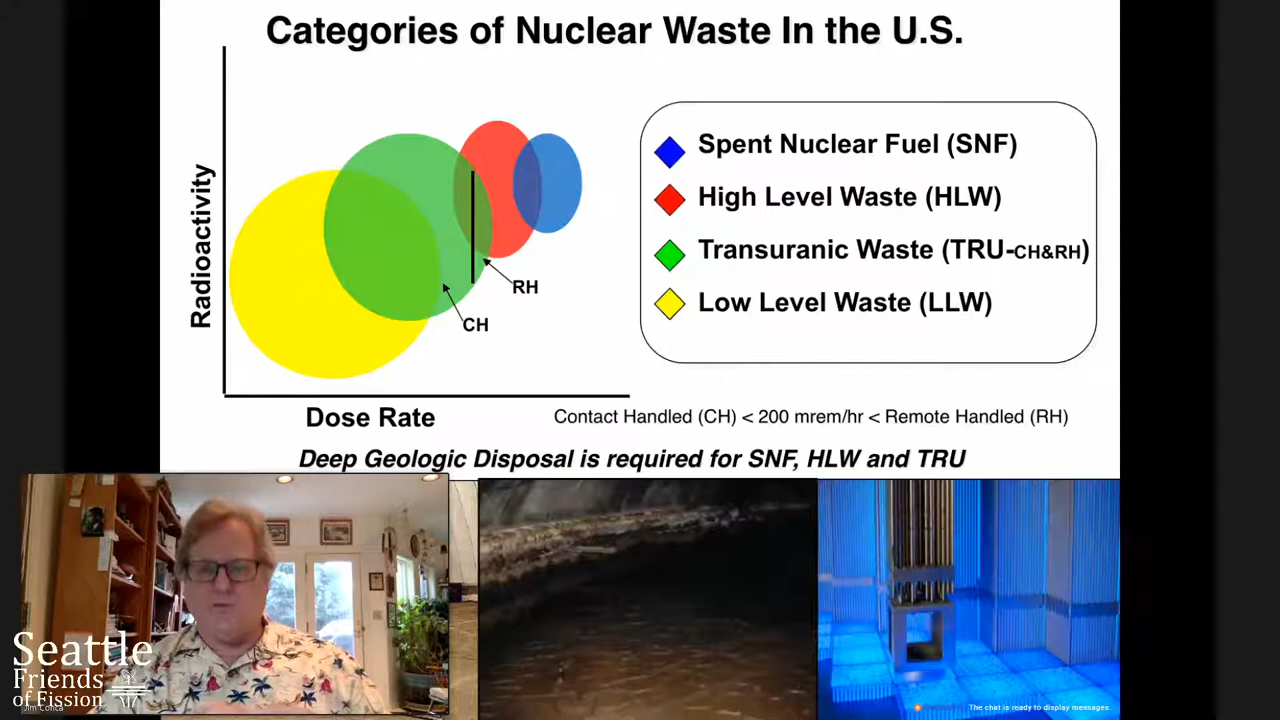 Categories of Nuclear Waste In the U.S.
Radioactivity
CH
RH
Dose Rate
Spent Nuclear Fuel (SNF)
High Level Waste (HLW)
Transuranic Waste (TRU-CH&RH)
Low Level Waste (LLW)
Contact Handled (CH) < 200 mrem/hr < Remote Handled (RH)
Deep Geologic Disposal is required for SNF, HLW and TRU
Seattle
Friends
of Fission
Jim Conca
The chat is ready to display messages.